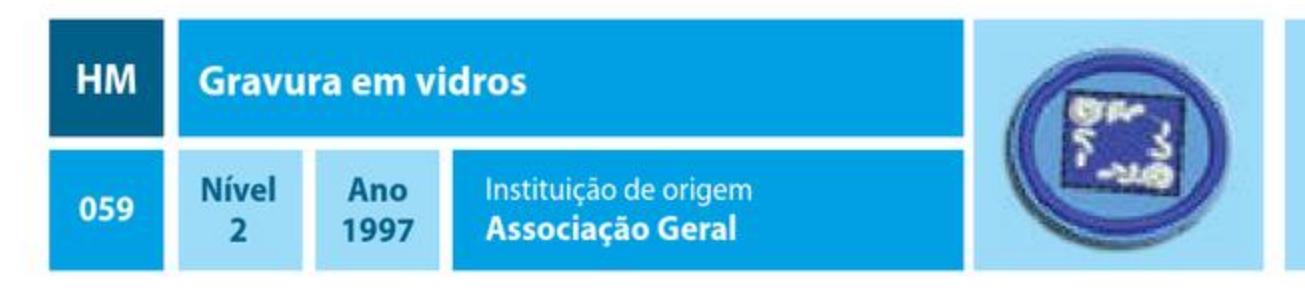 HM
Gravura em vidros
059
Nível
2
Ano
1997
Instituição de origem
Associação Geral